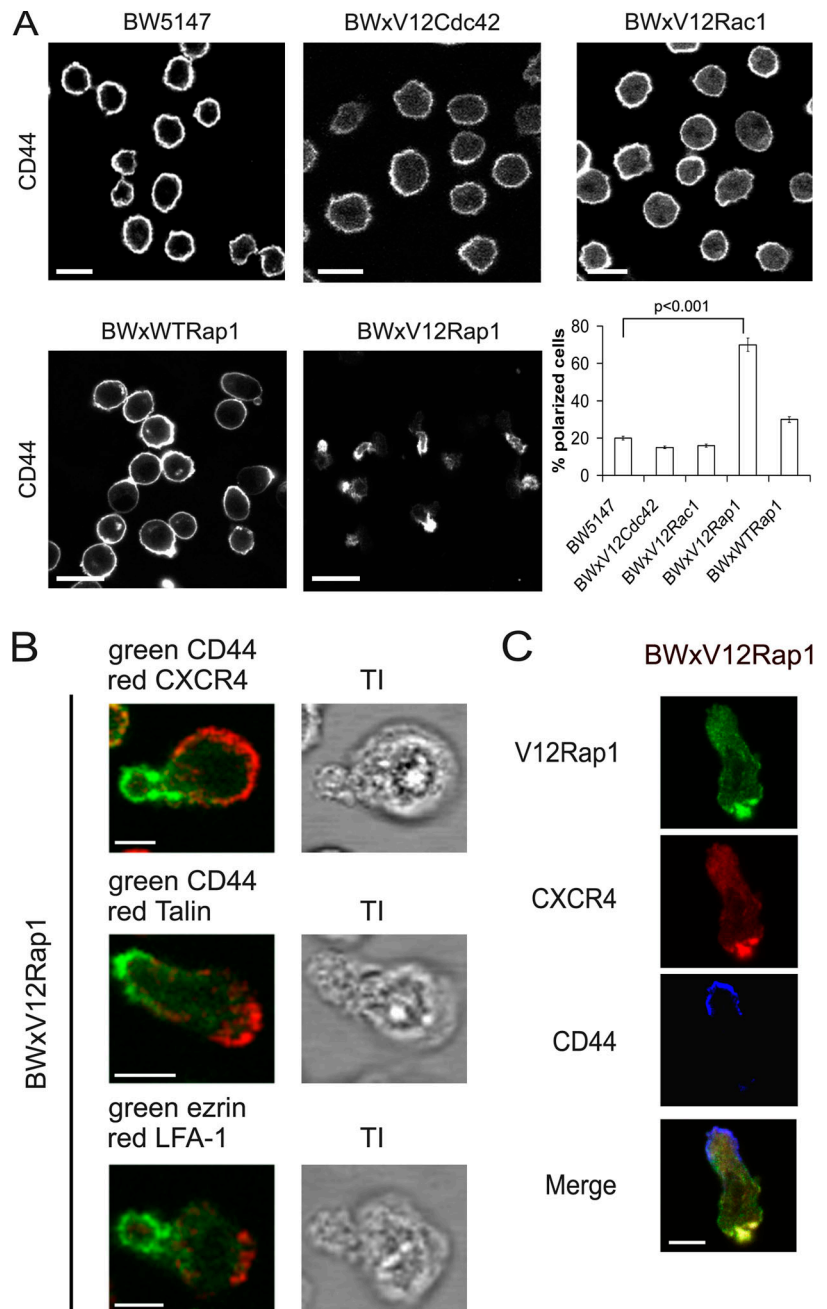 A
BW5147
BWxV12Cdc42
BWxV12Rac1
CD44
BWxWTRap1
BWxV12Rap1
CD44
p<0.001
% polarized cells
80
60
40
20
0
BW5147
BWxV12Cdc42
BWxV12Rac1
BWxV12Rap1
BWxWTRap1
B
BWxV12Rap1
green CD44
red CXCR4
TI
green CD44
red Talin
TI
green ezrin
red LFA-1
TI
C
BWxV12Rap1
V12Rap1
CXCR4
CD44
Merge